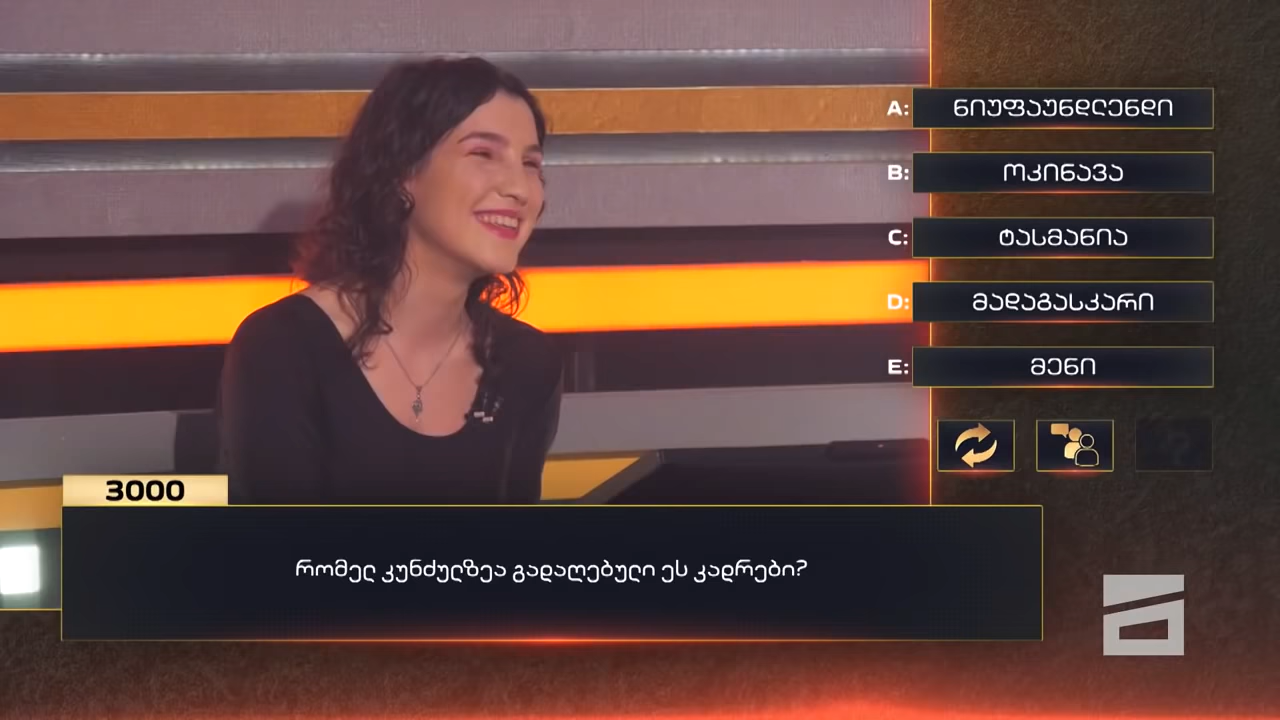 A: ნიუფაუნდლენდი
B: ოკინავა
C: ტასმანია
D: მადაგასკარი
E: მენი
3000
რომელ კუნძულზეა გადაღებული ეს კადრები?